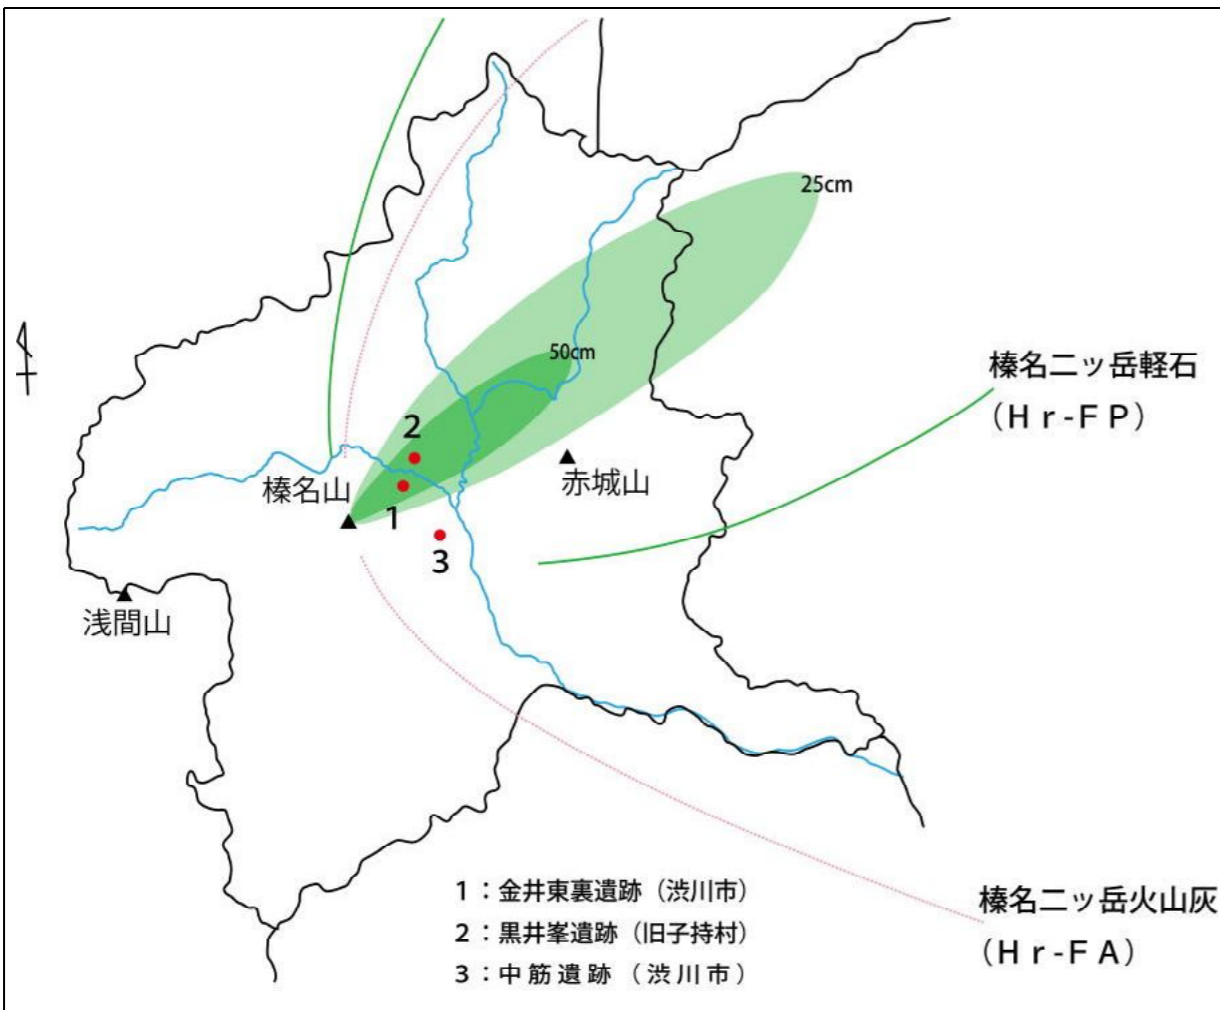 25cm
50cm
榛名二ッ岳軽石
(Hr-FP)
2
榛名山
赤城山
1
3
浅間山
1：金井東裏遺跡（渋川市）
2：黒井峯遺跡（旧子持村）
3：中筋遺跡（渋川市）
榛名二ッ岳火山灰
(Hr-FA)